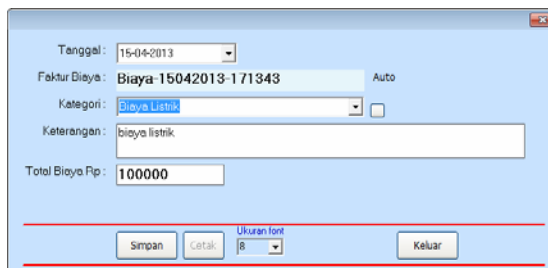 Tanggal : 15-04-2013
Faktur Biaya : Biaya-15042013-171343 Auto
Kategori : Biaya Listrik
Keterangan : biaya listrik
Total Biaya Rp : 100000
Ukuran font
Simpan Cetak 8 Keluar